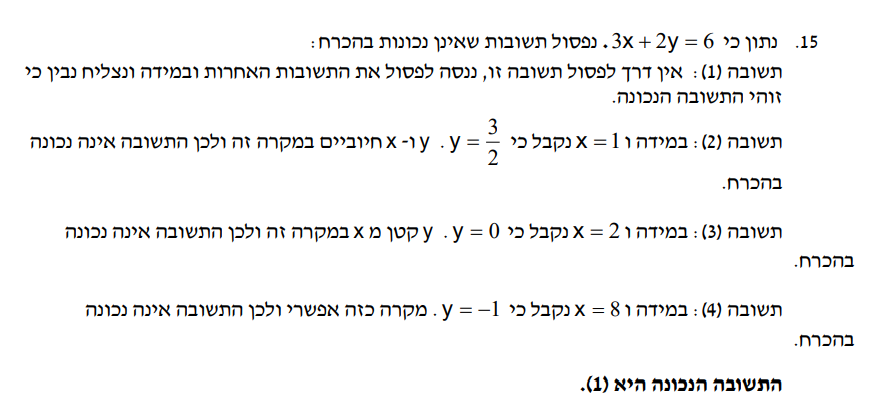 15. נתון כי 3x + 2y = 6. נפסול תשובות שאינן נכונות בהכרח:
תשובה (1): אין דרך לפסול תשובה זו, ננסה לפסול את התשובות האחרות ובמידה ונצליח נבין כי
זוהי התשובה הנכונה.
תשובה (2): במידה ו x = 1 נקבל כי y = 3/2 . y ו- x חיוביים במקרה זה ולכן התשובה אינה נכונה
בהכרח.
תשובה (3): במידה ו x = 2 נקבל כי y = 0 . y קטן מ x במקרה זה ולכן התשובה אינה נכונה
בהכרח.
תשובה (4): במידה ו x = 8 נקבל כי y = −1 . מקרה כזה אפשרי ולכן התשובה אינה נכונה
בהכרח.
התשובה הנכונה היא (1).